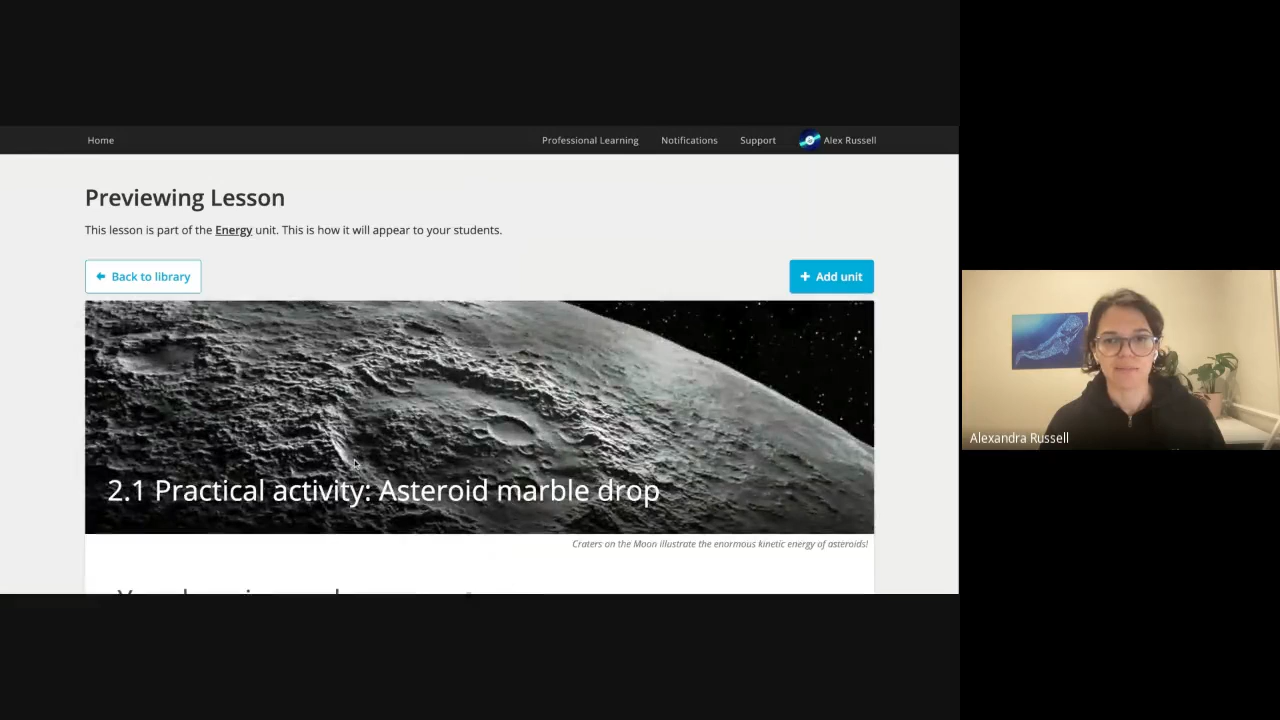 Home
Professional Learning
Notifications
Support
Alex Russell
Previewing Lesson
This lesson is part of the Energy unit. This is how it will appear to your students.
Back to library
Add unit
2.1 Practical activity: Asteroid marble drop
Craters on the Moon illustrate the enormous kinetic energy of asteroids!
Alexandra Russell